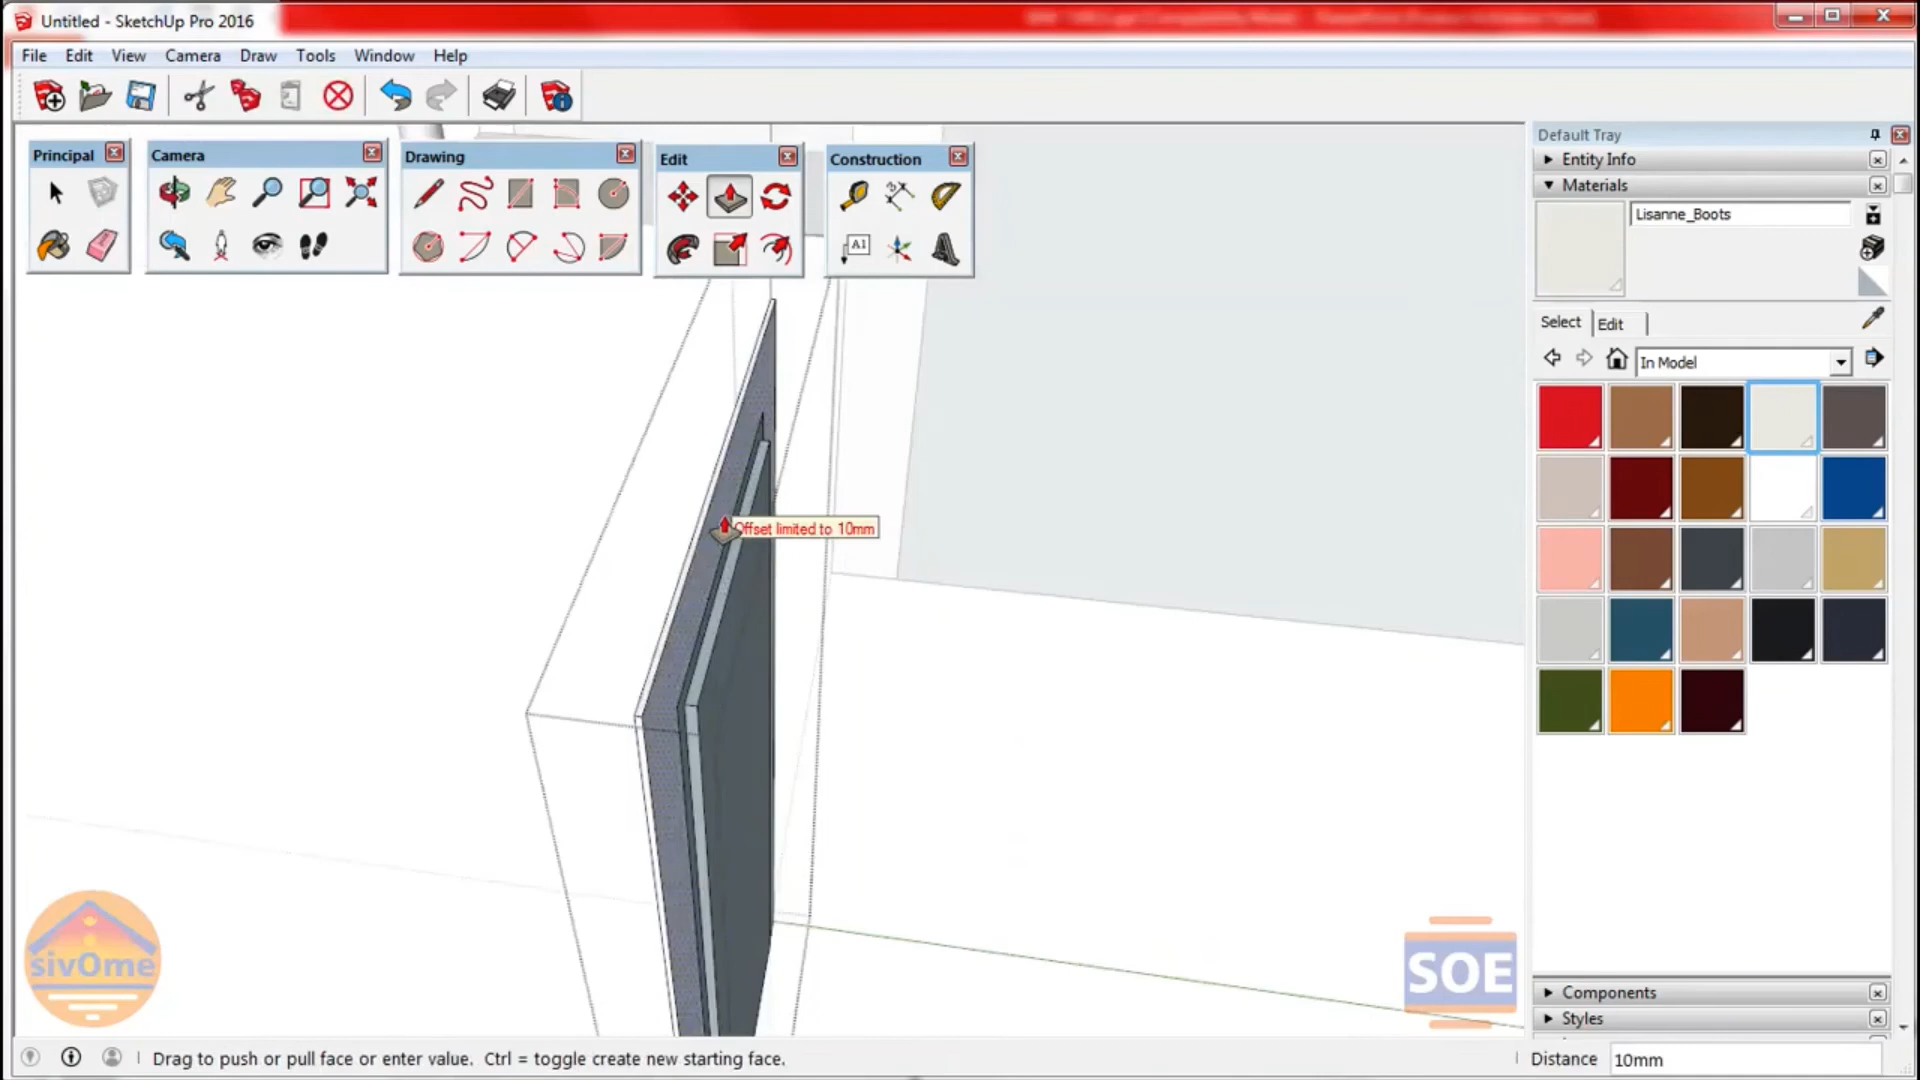 Untitled - SketchUp Pro 2016
File Edit View Camera Draw Tools Window Help
Principal
Camera
Drawing
Edit
Construction
A1
Default Tray
Entity Info
Materials
Lisanne_Boots
Select Edit
In Model
Offset limited to 10mm
sivOme
SOE
Components
Styles
Drag to push or pull face or enter value. Ctrl = toggle create new starting face.
Distance 10mm